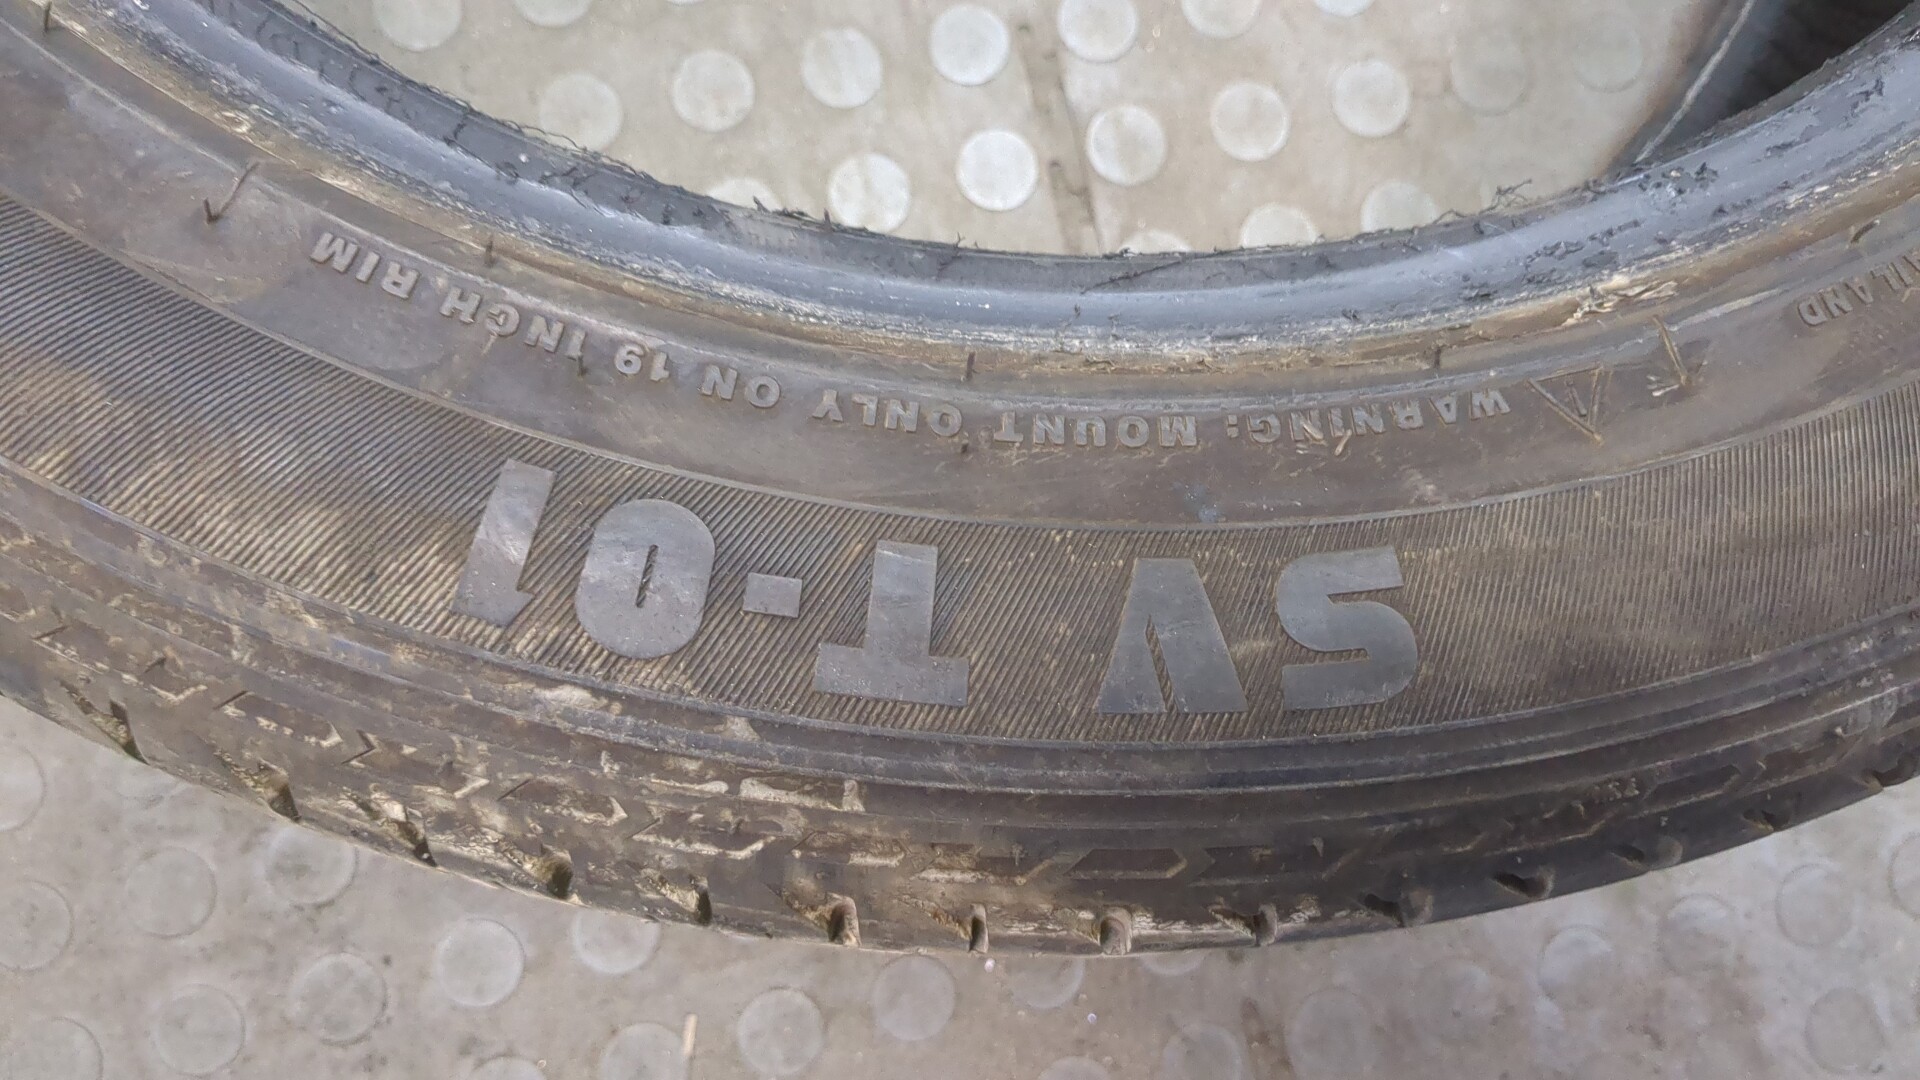 SV T-01
WARNING: MOUNT ONLY ON 19 INCH RIM